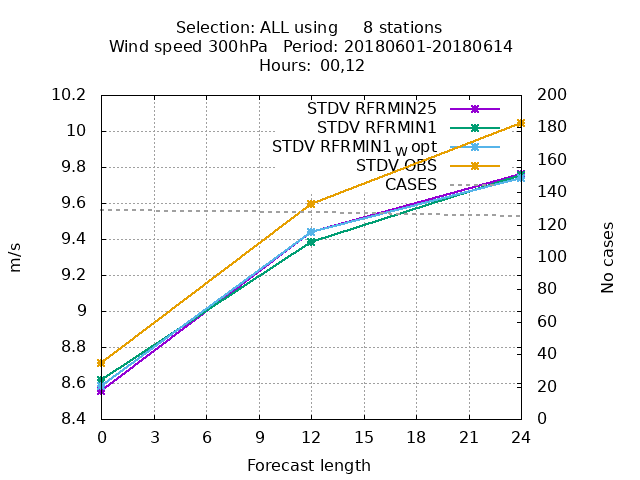 Selection: ALL using 8 stations
Wind speed 300hPa Period: 20180601-20180614
Hours: 00,12
STDV RFRMIN25
STDV RFRMIN1
STDV RFRMIN1wopt
STDV OBS
CASES
10.2
10
9.8
9.6
9.4
9.2
9
8.8
8.6
8.4
m/s
200
180
160
140
120
100
80
60
40
20
0
No cases
0 3 6 9 12 15 18 21 24
Forecast length